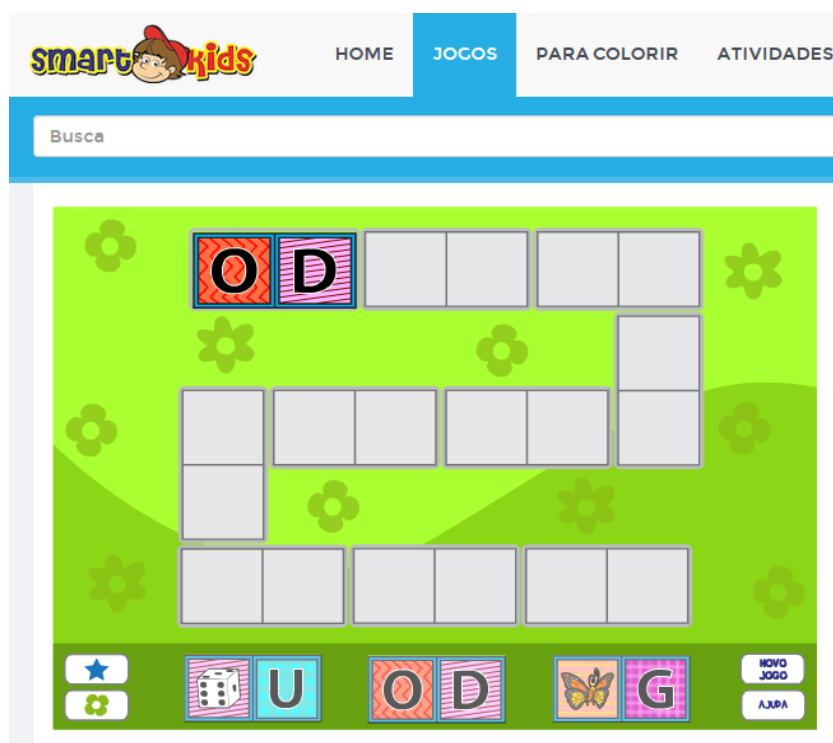 smart kids
HOME JOGOS PARA COLORIR ATIVIDADES
Busca
O D
U O D G
NOVO
JOGO
AJUDA